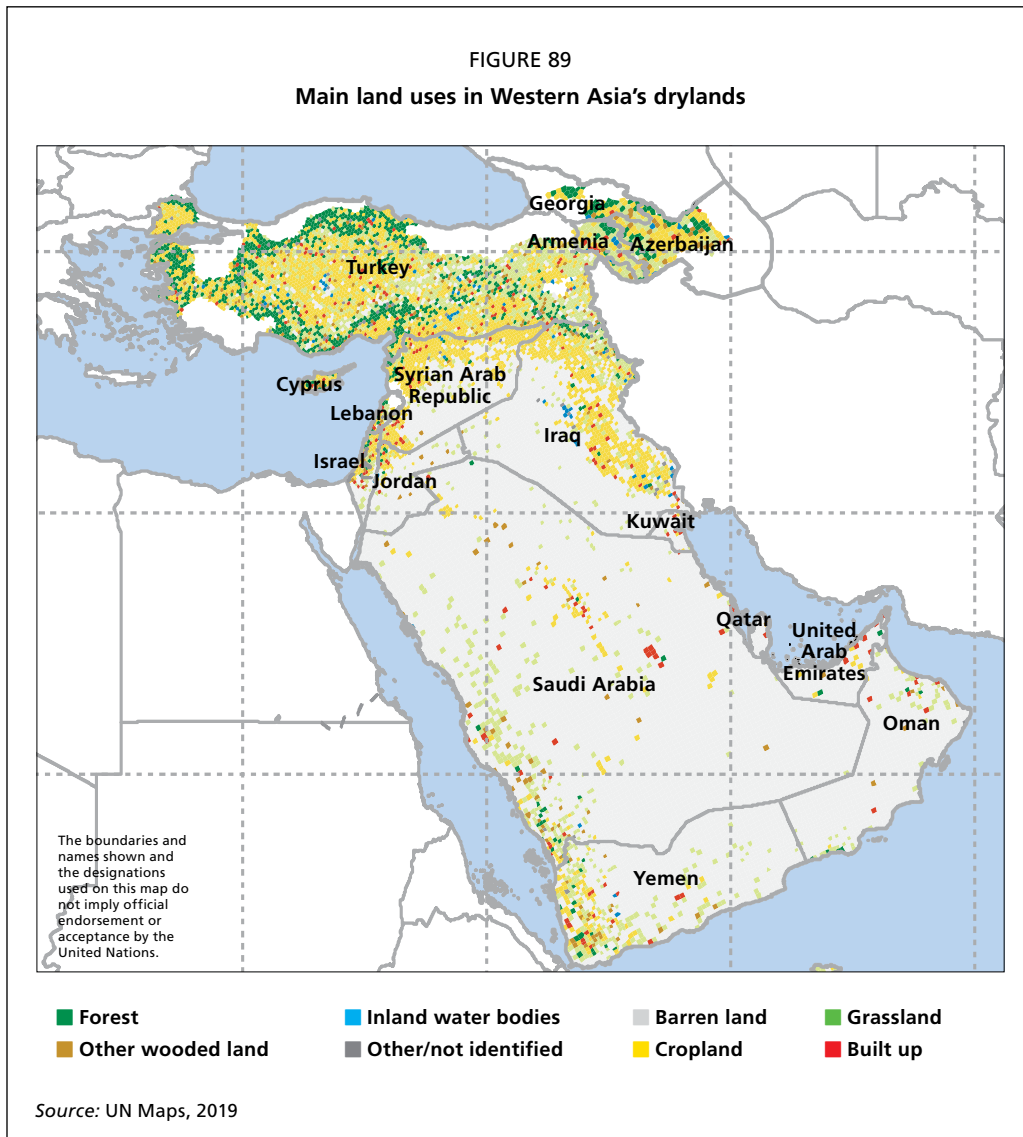 FIGURE 89
Main land uses in Western Asia's drylands
Georgia
Armenia
Azerbaijan
Turkey
Cyprus
Syrian Arab
Republic
Lebanon
Iraq
Israel
Jordan
Kuwait
Qatar
United
Arab
Emirates
Saudi Arabia
Oman
Yemen
The boundaries and
names shown and
the designations
used on this map do
not imply official
endorsement or
acceptance by the
United Nations.
Forest
Inland water bodies
Barren land
Grassland
Other wooded land
Other/not identified
Cropland
Built up
Source: UN Maps, 2019